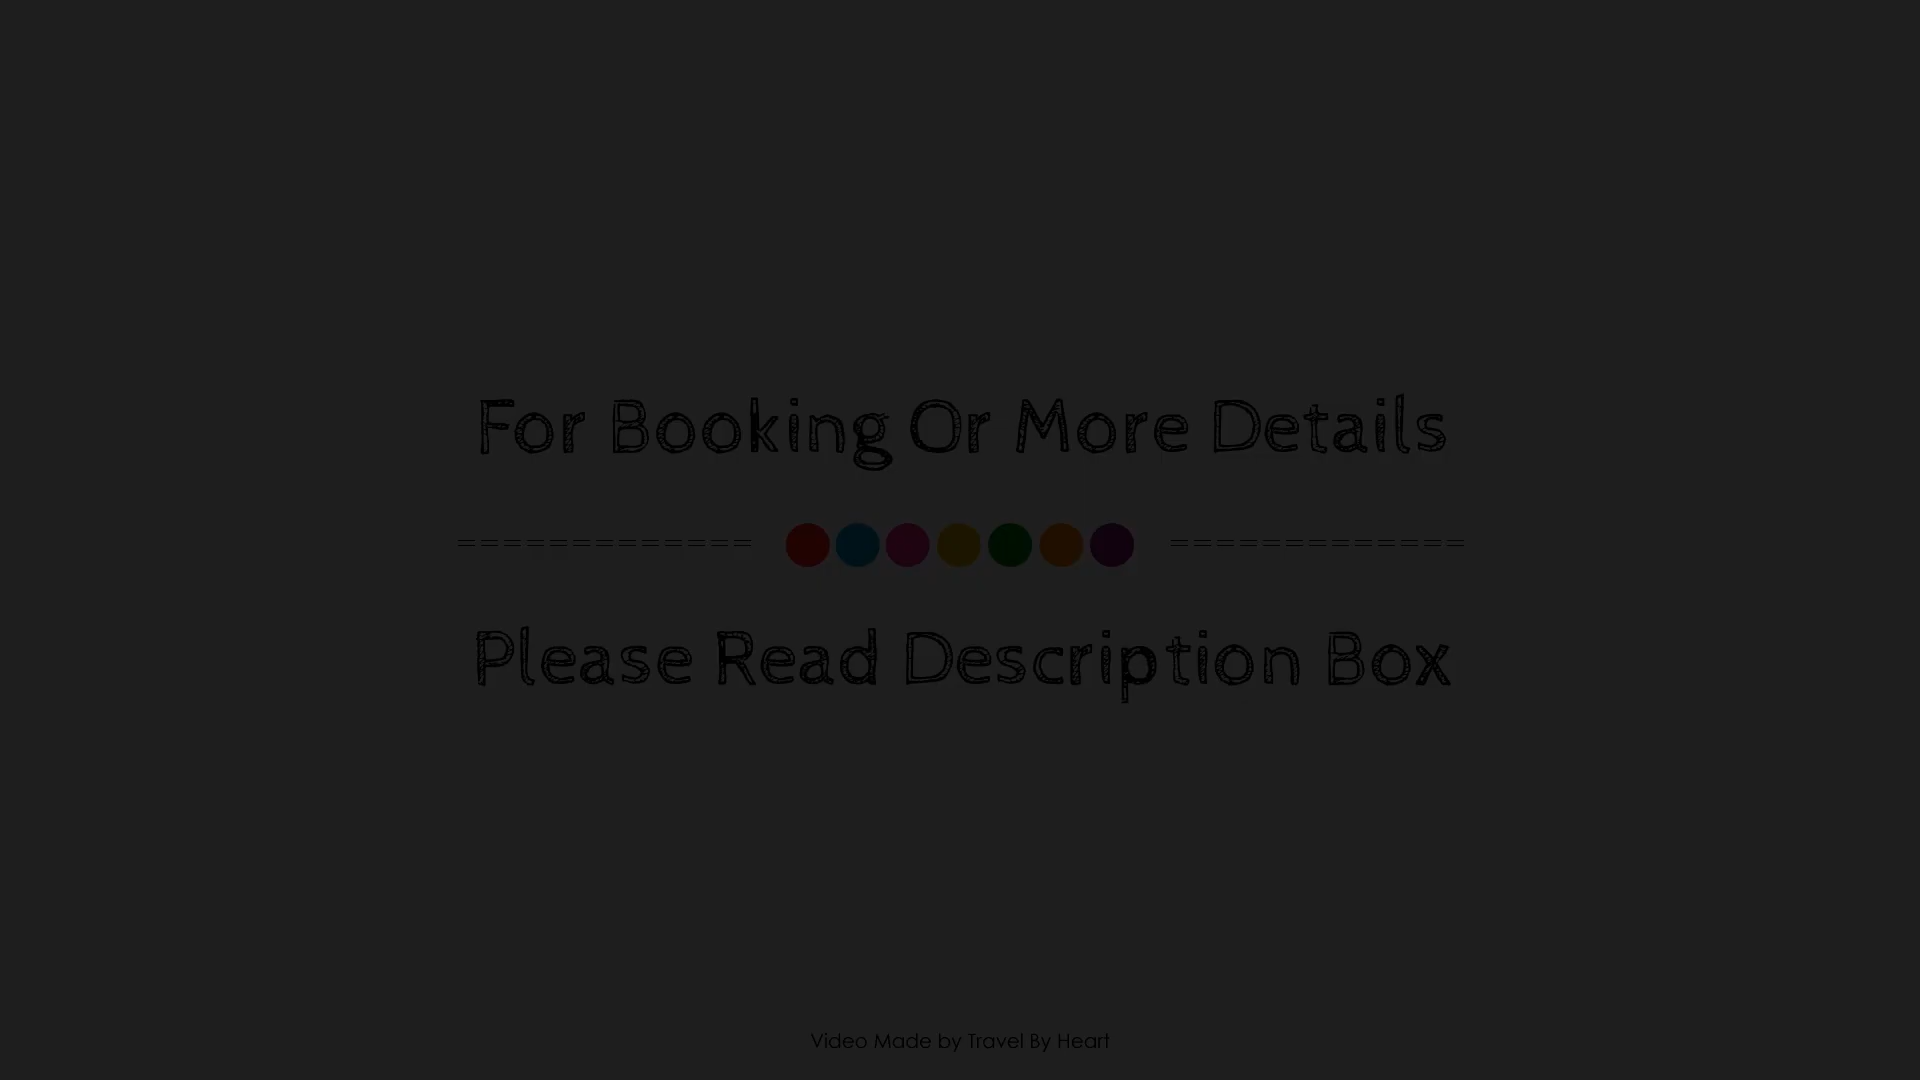 For Booking Or More Details
============= =============
Please Read Description Box
Video Made by Travel By Heart